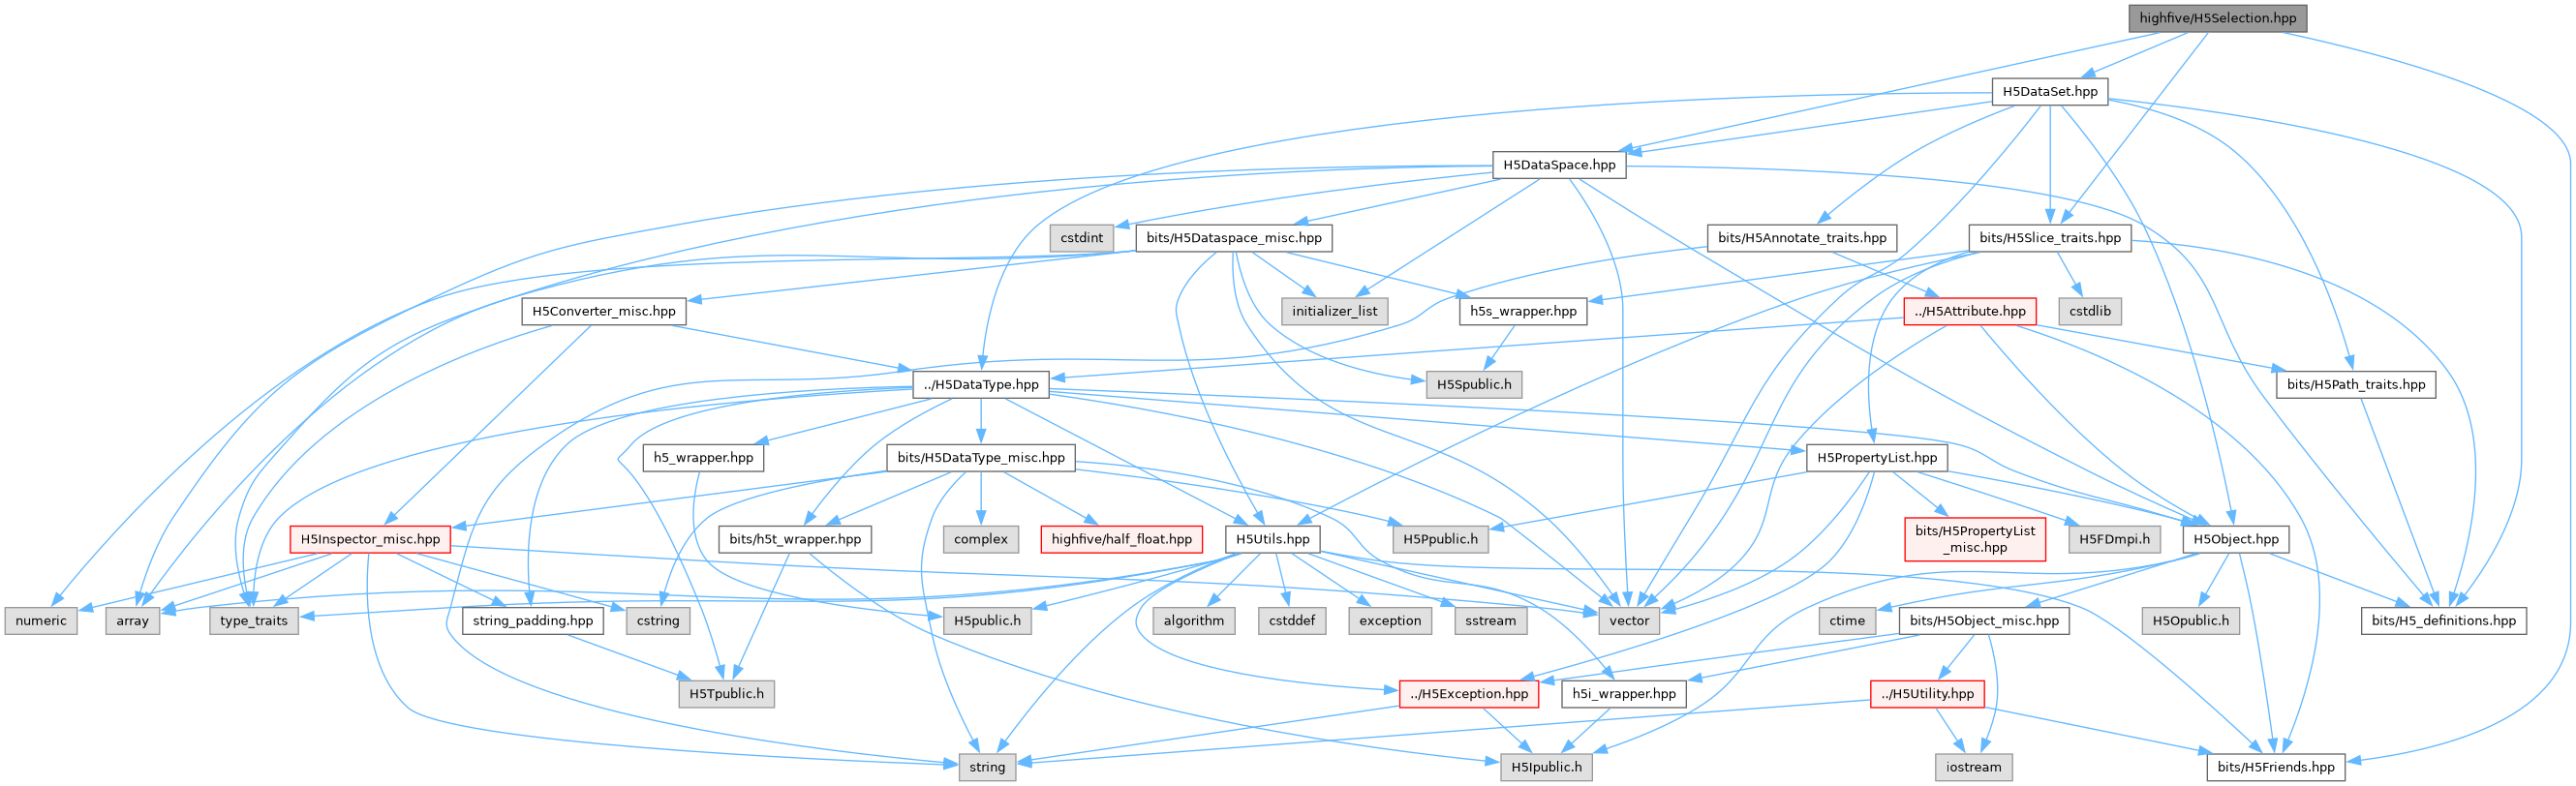 highfive/H5Selection.hpp
H5DataSet.hpp
H5DataSpace.hpp
cstdint
bits/H5Dataspace_misc.hpp
bits/H5Annotate_traits.hpp
bits/H5Slice_traits.hpp
H5Converter_misc.hpp
initializer_list
h5s_wrapper.hpp
../H5Attribute.hpp
cstdlib
../H5DataType.hpp
H5Spublic.h
bits/H5Path_traits.hpp
h5_wrapper.hpp
bits/H5DataType_misc.hpp
H5PropertyList.hpp
H5Inspector_misc.hpp
bits/h5t_wrapper.hpp
complex
highfive/half_float.hpp
H5Ppublic.h
H5Utils.hpp
bits/H5PropertyList
_misc.hpp
H5FDmpi.h
H5Object.hpp
numeric
array
type_traits
string_padding.hpp
cstring
H5public.h
algorithm
cstddef
exception
sstream
vector
ctime
bits/H5Object_misc.hpp
H5Opublic.h
bits/H5_definitions.hpp
H5Tpublic.h
../H5Exception.hpp
h5i_wrapper.hpp
../H5Utility.hpp
string
H5Ipublic.h
iostream
bits/H5Friends.hpp